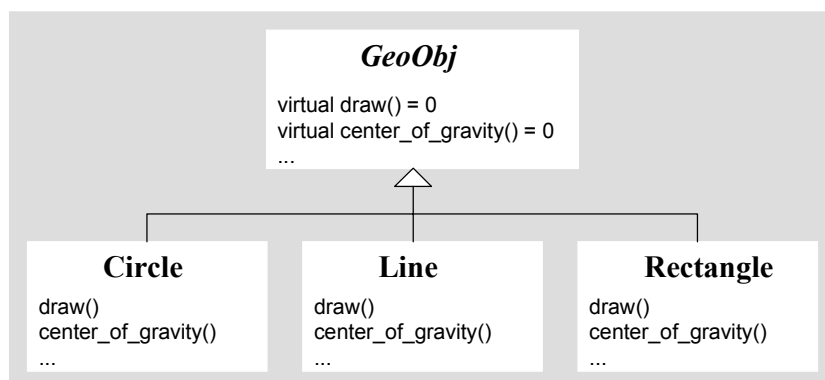 GeoObj
virtual draw() = 0
virtual center_of_gravity() = 0
...
Circle
draw()
center_of_gravity()
...
Line
draw()
center_of_gravity()
...
Rectangle
draw()
center_of_gravity()
...